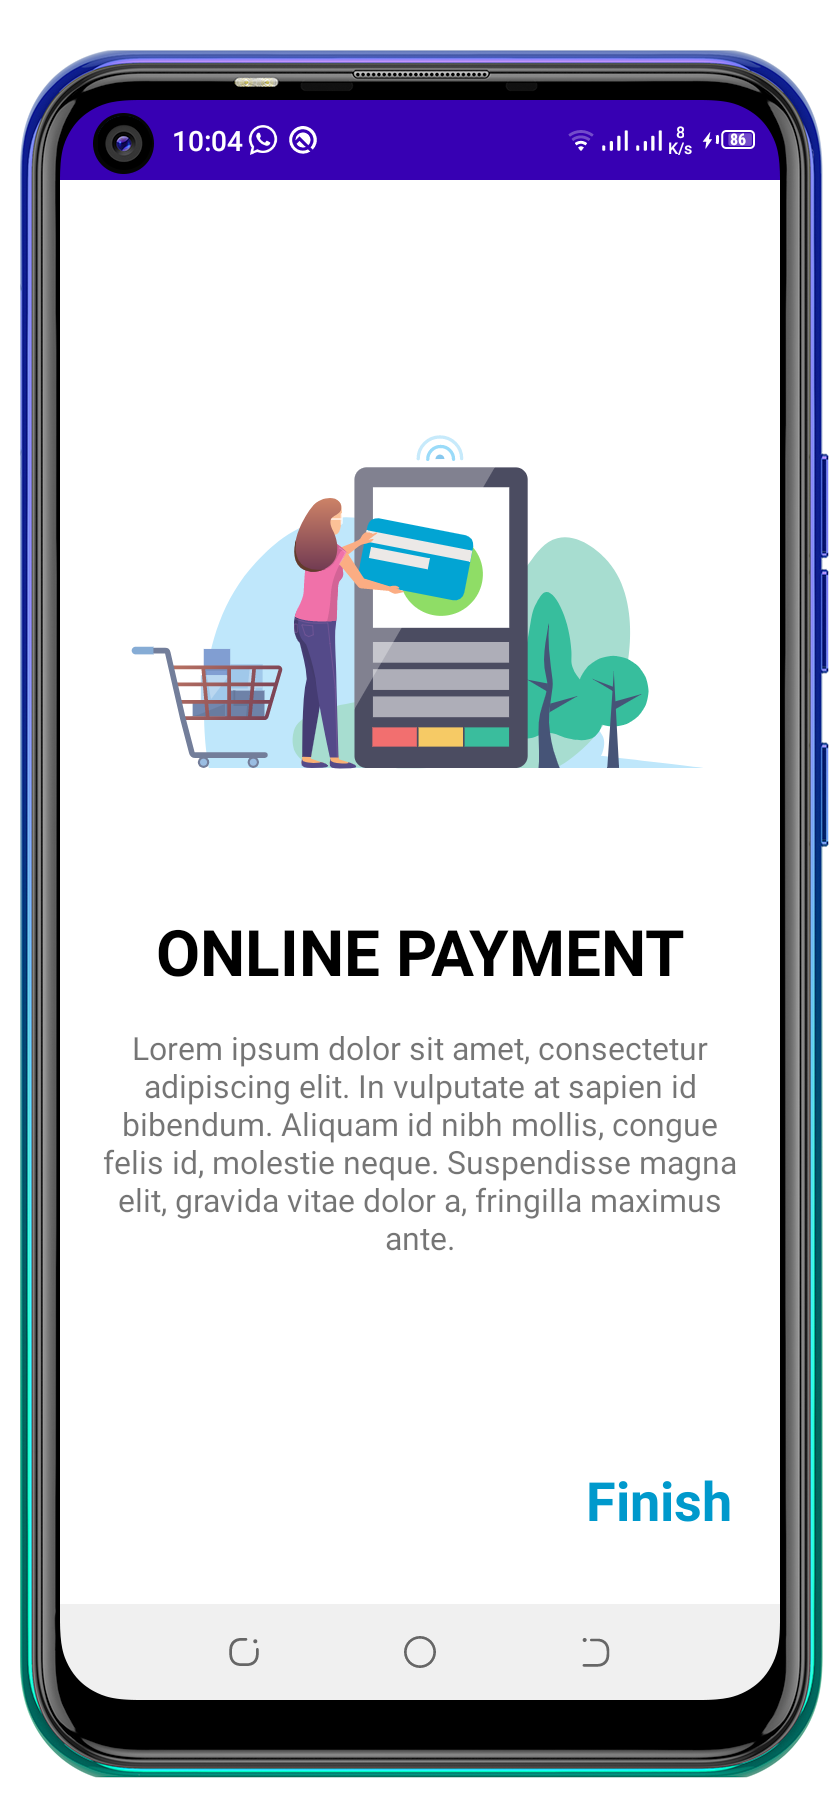 10:04
8
K/s
86
ONLINE PAYMENT
Lorem ipsum dolor sit amet, consectetur
adipiscing elit. In vulputate at sapien id
bibendum. Aliquam id nibh mollis, congue
felis id, molestie neque. Suspendisse magna
elit, gravida vitae dolor a, fringilla maximus
ante.
Finish